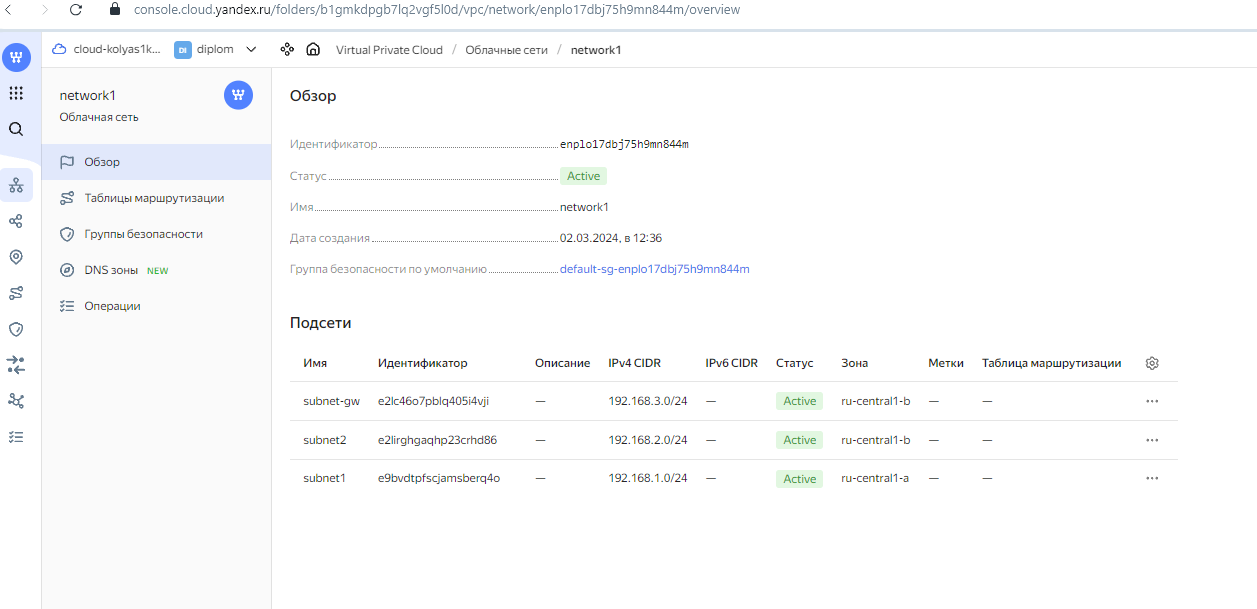 console.cloud.yandex.ru/folders/b1gmkdpgb7lq2vgf5l0d/vpc/network/enplo17dbj75h9mn844m/overview
cloud-kolyas1k... DI diplom Virtual Private Cloud / Облачные сети / network1
network1
Облачная сеть
Обзор
Таблицы маршрутизации
Группы безопасности
DNS зоны NEW
Операции
Обзор
Идентификатор enplo17dbj75h9mn844m
Статус Active
Имя network1
Дата создания 02.03.2024, в 12:36
Группа безопасности по умолчанию default-sg-enplo17dbj75h9mn844m
Подсети
Имя Идентификатор Описание IPv4 CIDR IPv6 CIDR Статус Зона Метки Таблица маршрутизации
subnet-gw e2lc46o7pblq405i4vji — 192.168.3.0/24 — Active ru-central1-b — —
subnet2 e2lirghgaqhp23crhd86 — 192.168.2.0/24 — Active ru-central1-b — —
subnet1 e9bvdtpfscjamsberq4o — 192.168.1.0/24 — Active ru-central1-a — —